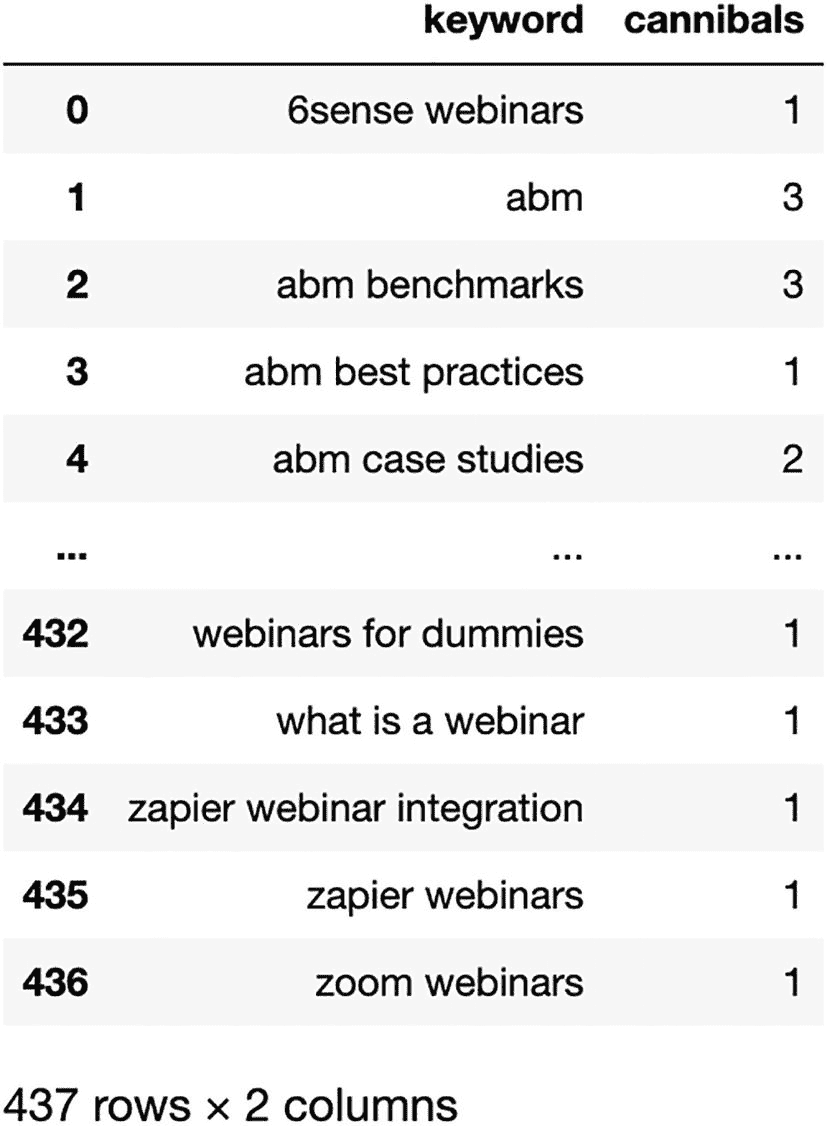 keyword cannibals
0 6sense webinars 1
1 abm 3
2 abm benchmarks 3
3 abm best practices 1
4 abm case studies 2
... ... ...
432 webinars for dummies 1
433 what is a webinar 1
434 zapier webinar integration 1
435 zapier webinars 1
436 zoom webinars 1
437 rows × 2 columns